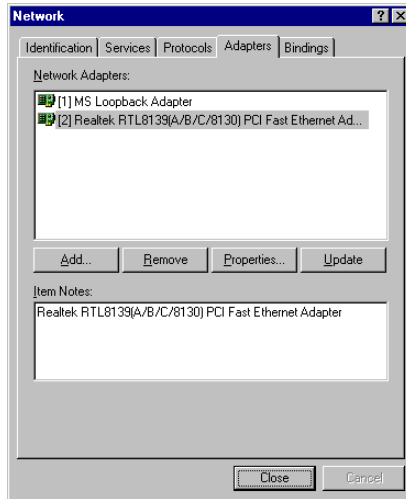 Network
Identification Services Protocols Adapters Bindings
Network Adapters:
[1] MS Loopback Adapter
[2] Realtek RTL8139(A/B/C/8130) PCI Fast Ethernet Ad...
Add... Remove Properties... Update
Item Notes:
Realtek RTL8139(A/B/C/8130) PCI Fast Ethernet Adapter
Close Cancel